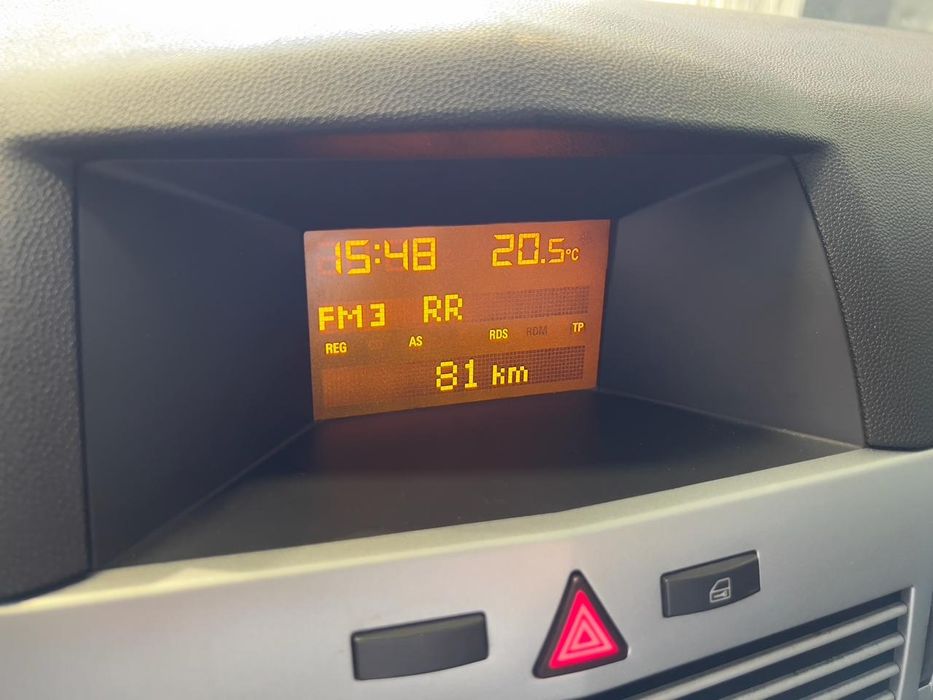 15:48 20.5°C
FM3 RR
REG AS RDS RDM TP
81 km